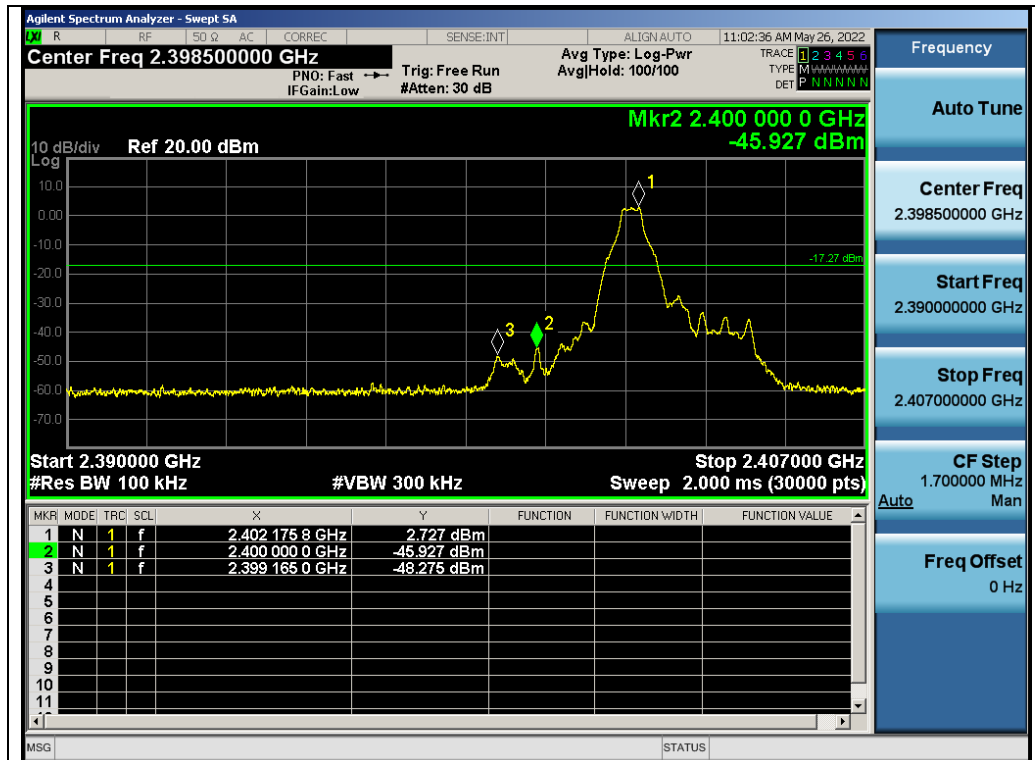 Agilent Spectrum Analyzer - Swept SA
LXI R RF 50 Ω AC CORREC SENSE:INT ALIGN AUTO 11:02:36 AM May 26, 2022
Center Freq 2.398500000 GHz
PNO: Fast
IFGain:Low
Trig: Free Run
#Atten: 30 dB
Avg Type: Log-Pwr
Avg|Hold: 100/100
TRACE 1 2 3 4 5 6
TYPE M
DET P N N N N N
Mkr2 2.400 000 0 GHz
-45.927 dBm
10 dB/div Ref 20.00 dBm
Log
10.0
0.00
-10.0
-20.0
-30.0
-40.0
-50.0
-60.0
-70.0
1
-17.27 dBm
2
3
Start 2.390000 GHz Stop 2.407000 GHz
#Res BW 100 kHz #VBW 300 kHz Sweep 2.000 ms (30000 pts)
MKR MODE TRC SCL X Y FUNCTION FUNCTION WIDTH FUNCTION VALUE
1 N 1 f 2.402 175 8 GHz 2.727 dBm
2 N 1 f 2.400 000 0 GHz -45.927 dBm
3 N 1 f 2.399 165 0 GHz -48.275 dBm
4
5
6
7
8
9
10
11
MSG STATUS
Frequency
Auto Tune
Center Freq
2.398500000 GHz
Start Freq
2.390000000 GHz
Stop Freq
2.407000000 GHz
CF Step
1.700000 MHz
Auto Man
Freq Offset
0 Hz